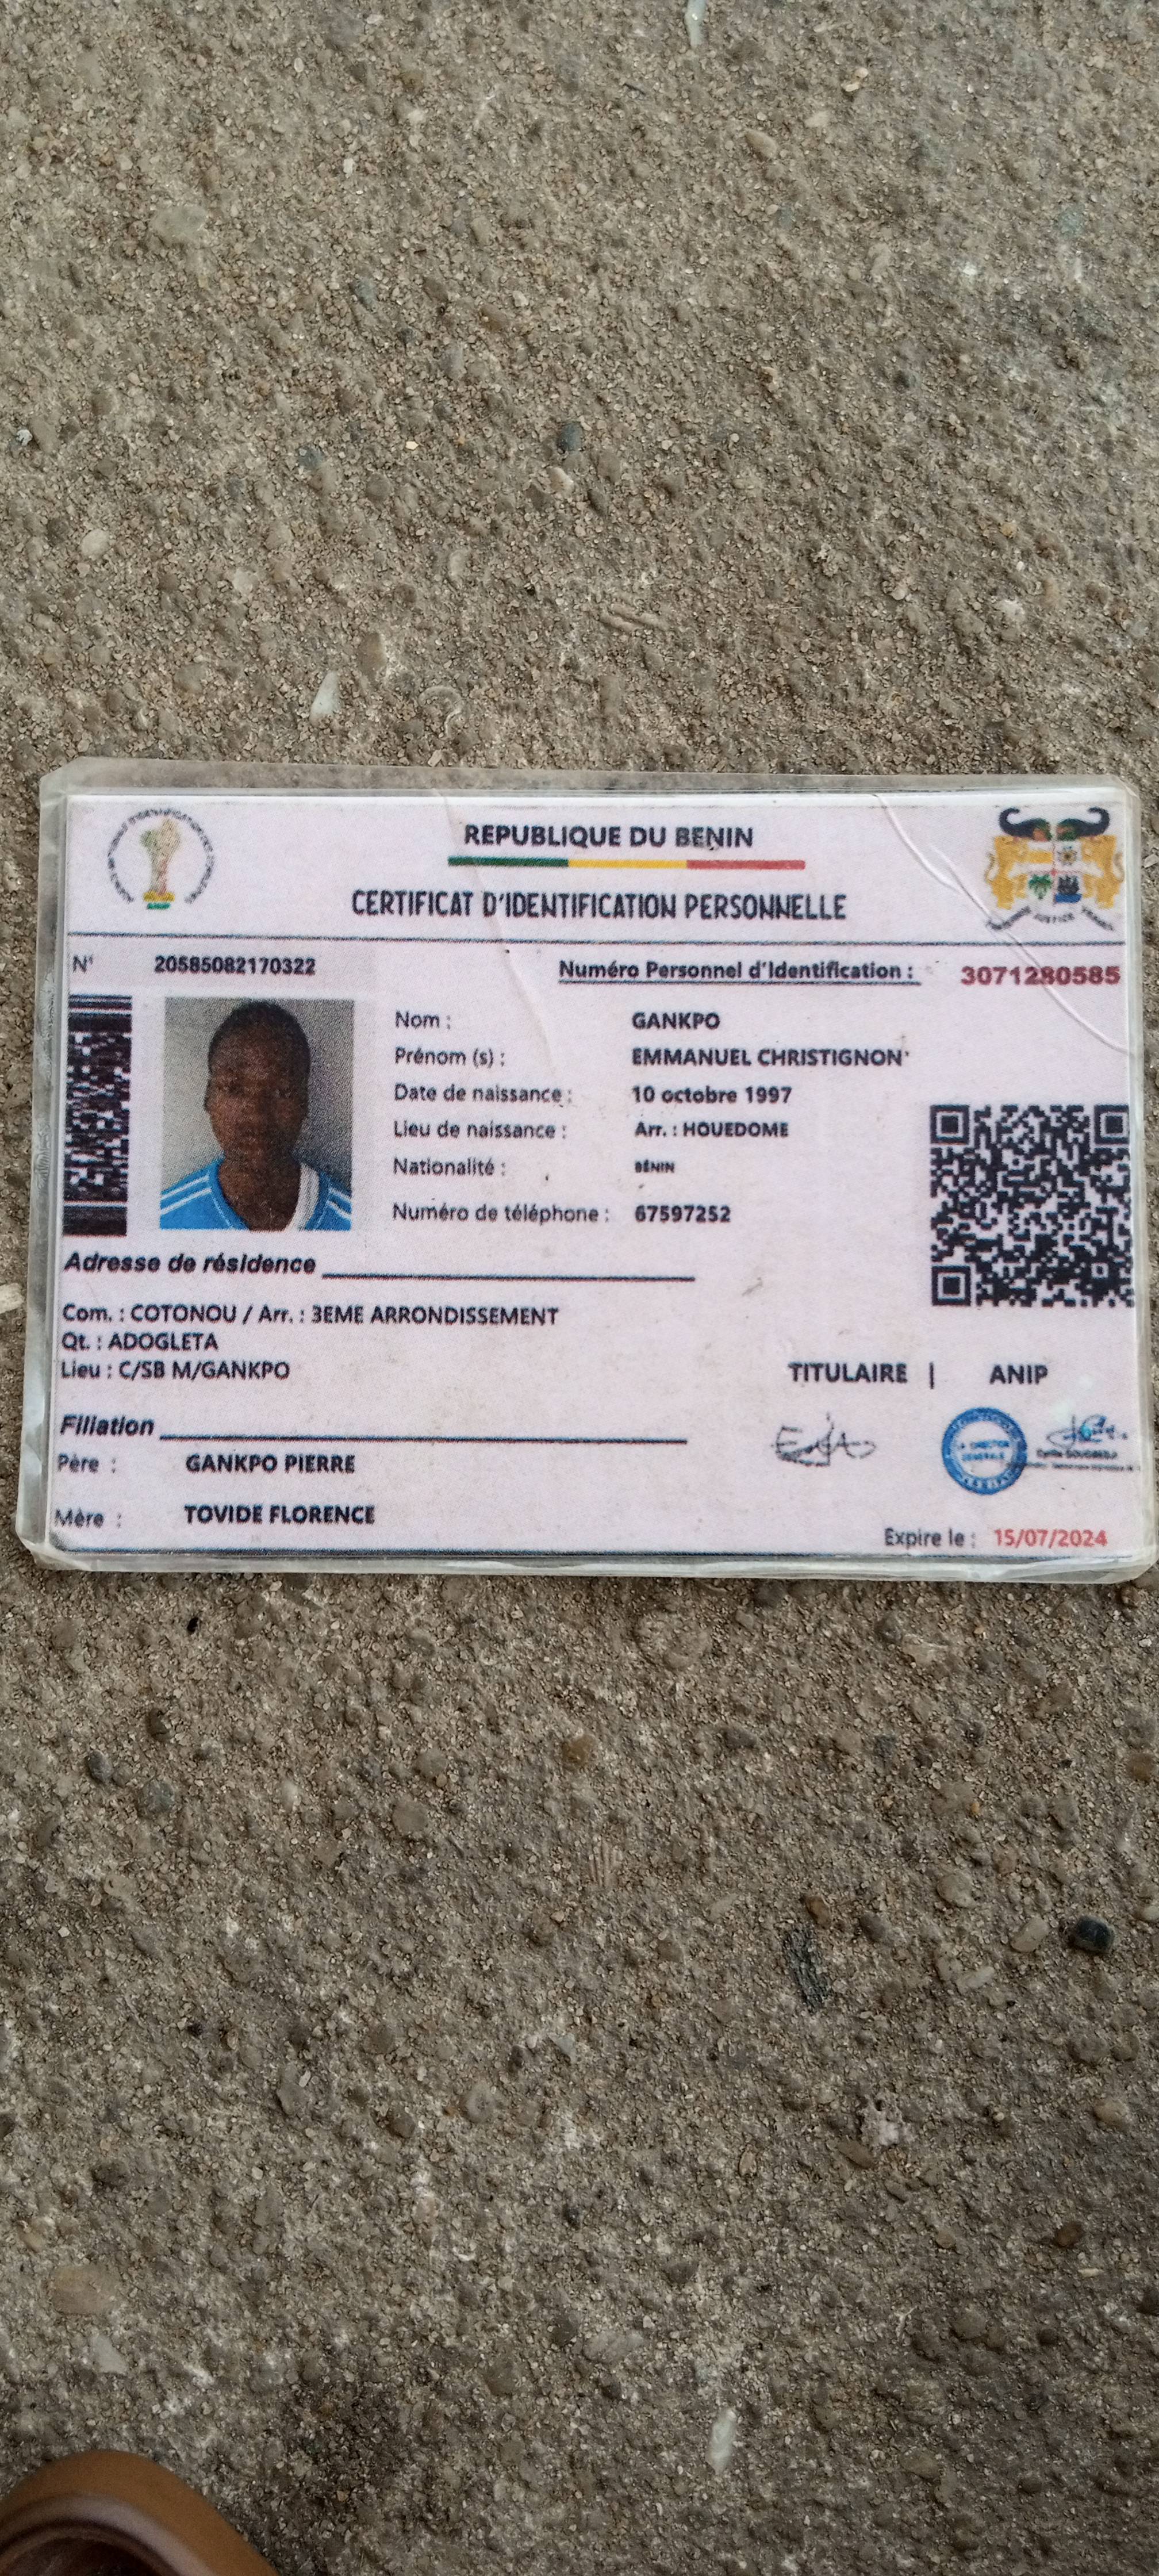 REPUBLIQUE DU BENIN
CERTIFICAT D'IDENTIFICATION PERSONNELLE
N° 20585082170322
Numéro Personnel d'Identification : 3071280585
Nom : GANKPO
Prénom (s) : EMMANUEL CHRISTIGNON
Date de naissance : 10 octobre 1997
Lieu de naissance : Arr. : HOUEDOME
Nationalité : BÉNIN
Numéro de téléphone : 67597252
Adresse de résidence
Com. : COTONOU / Arr. : 3EME ARRONDISSEMENT
Qt. : ADOGLETA
Lieu : C/SB M/GANKPO
TITULAIRE | ANIP
Filiation
Père : GANKPO PIERRE
Mère : TOVIDE FLORENCE
Expire le : 15/07/2024